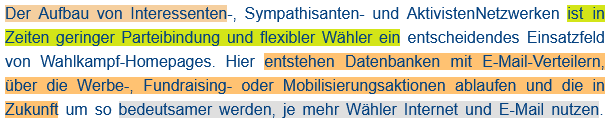 Der Aufbau von Interessenten-, Sympathisanten- und AktivistenNetzwerken ist in
Zeiten geringer Parteibindung und flexibler Wähler ein entscheidendes Einsatzfeld
von Wahlkampf-Homepages. Hier entstehen Datenbanken mit E-Mail-Verteilern,
über die Werbe-, Fundraising- oder Mobilisierungsaktionen ablaufen und die in
Zukunft um so bedeutsamer werden, je mehr Wähler Internet und E-Mail nutzen.